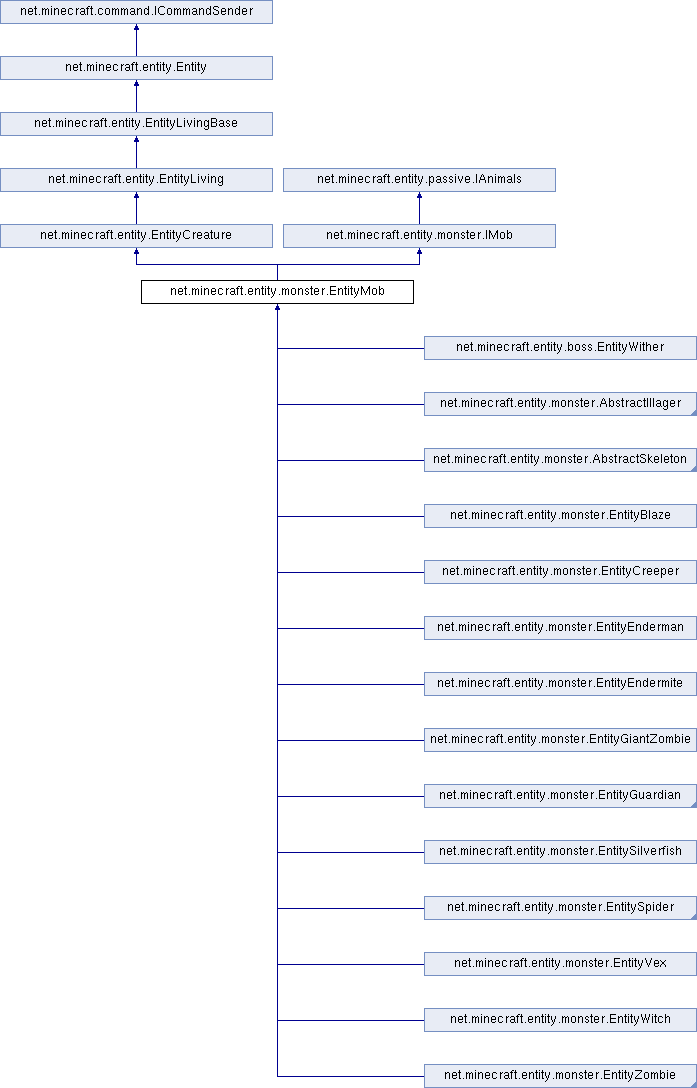 net.minecraft.command.ICommandSender
net.minecraft.entity.Entity
net.minecraft.entity.EntityLivingBase
net.minecraft.entity.EntityLiving
net.minecraft.entity.passive.IAnimals
net.minecraft.entity.EntityCreature
net.minecraft.entity.monster.IMob
net.minecraft.entity.monster.EntityMob
net.minecraft.entity.boss.EntityWither
net.minecraft.entity.monster.AbstractIllager
net.minecraft.entity.monster.AbstractSkeleton
net.minecraft.entity.monster.EntityBlaze
net.minecraft.entity.monster.EntityCreeper
net.minecraft.entity.monster.EntityEnderman
net.minecraft.entity.monster.EntityEndermite
net.minecraft.entity.monster.EntityGiantZombie
net.minecraft.entity.monster.EntityGuardian
net.minecraft.entity.monster.EntitySilverfish
net.minecraft.entity.monster.EntitySpider
net.minecraft.entity.monster.EntityVex
net.minecraft.entity.monster.EntityWitch
net.minecraft.entity.monster.EntityZombie